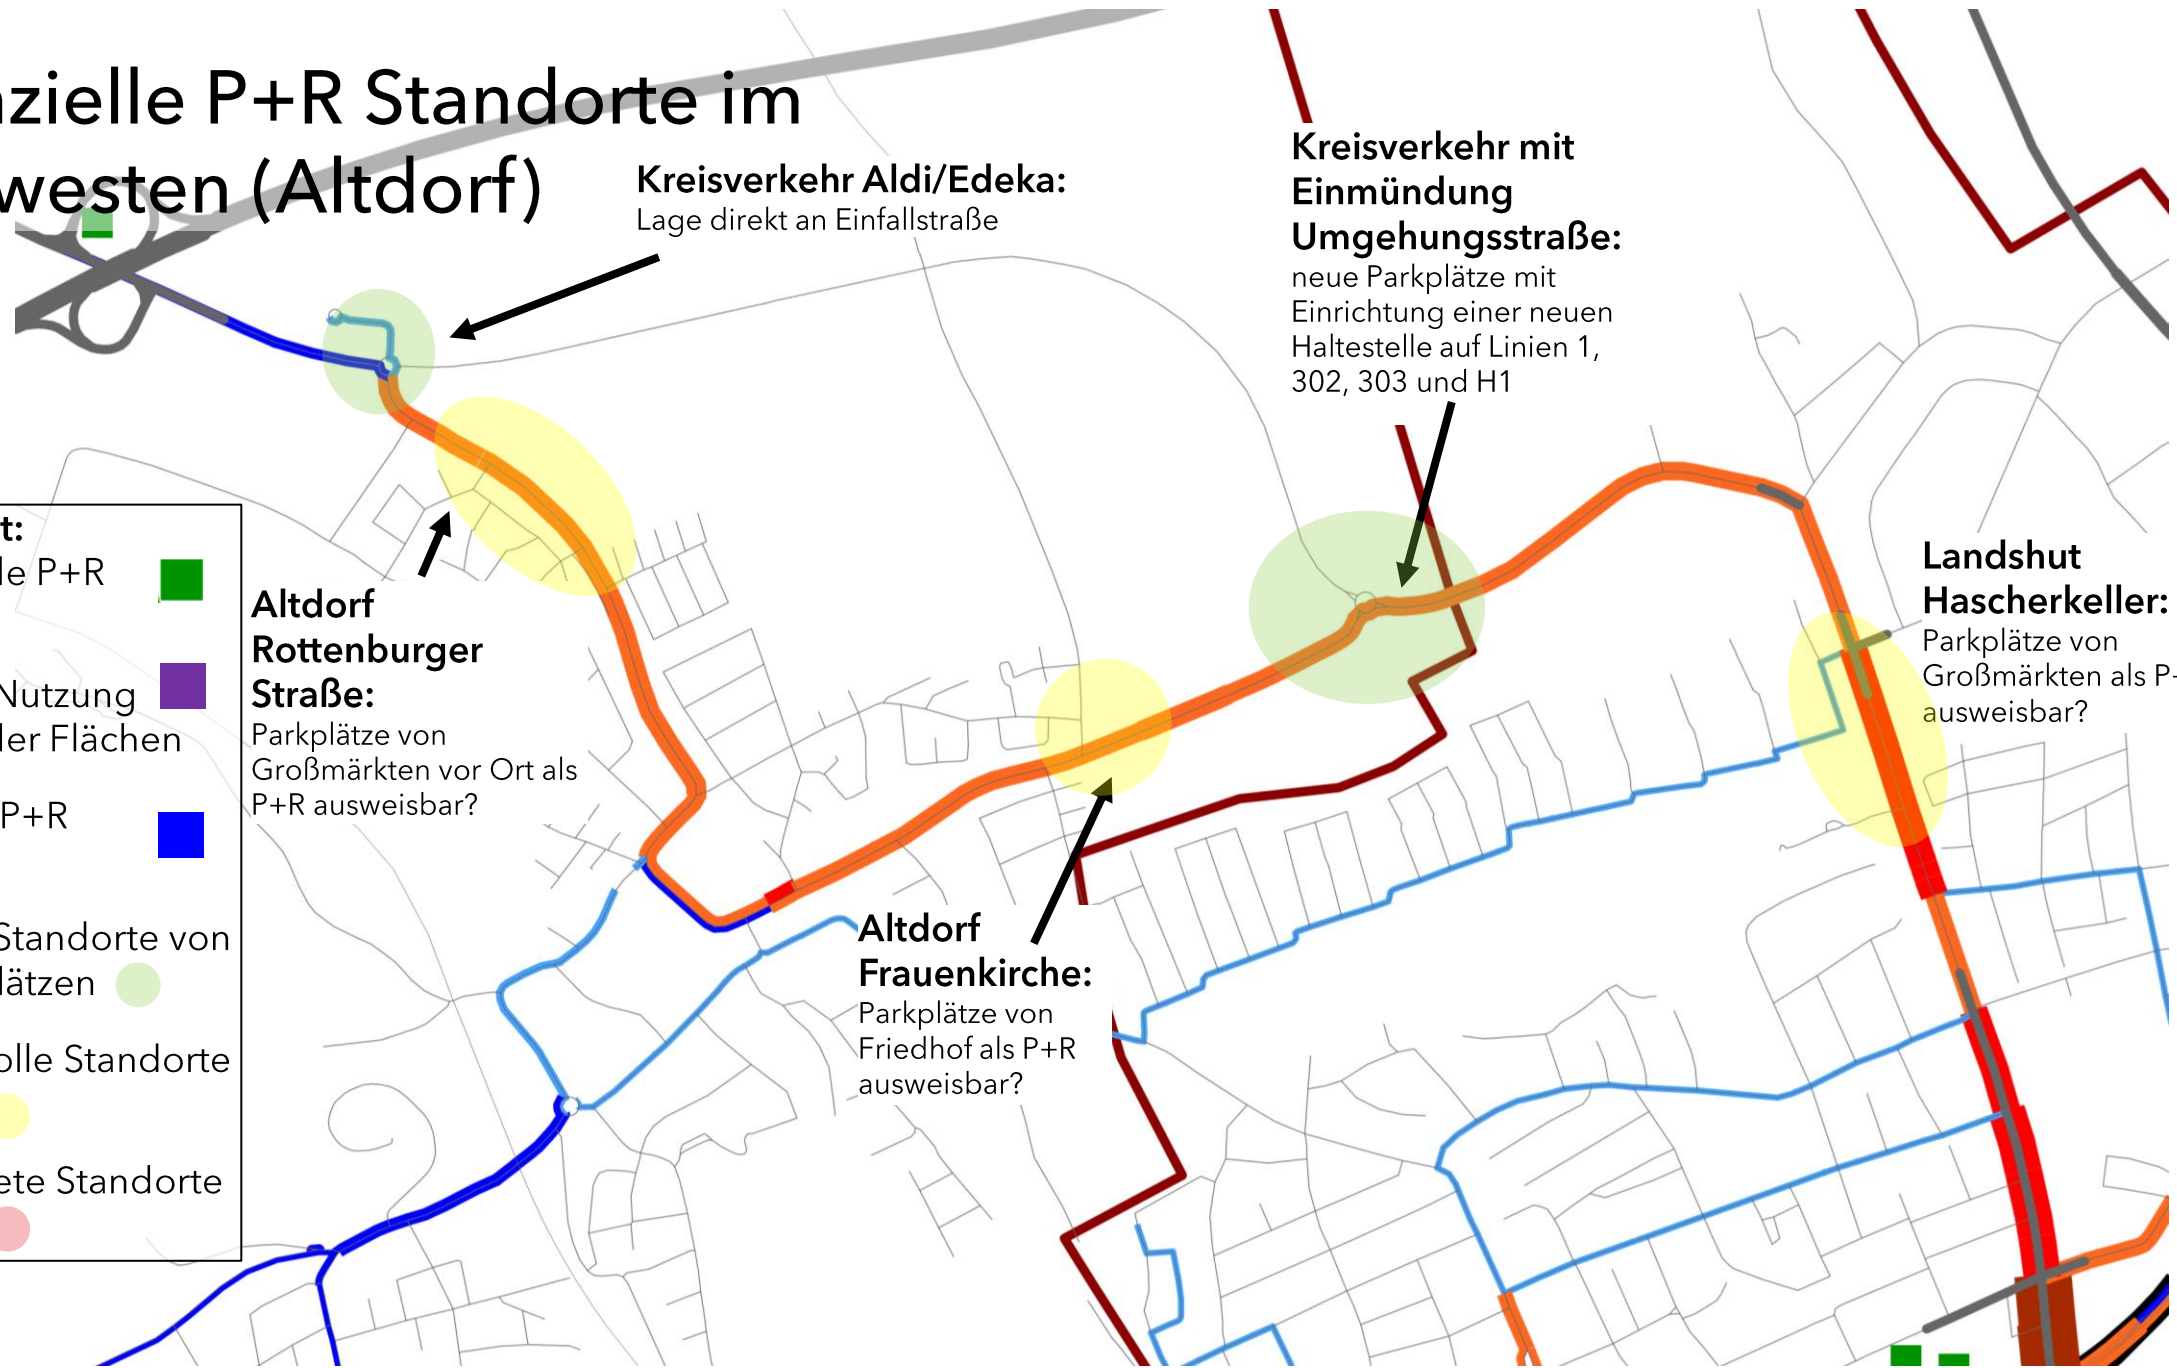 nzielle P+R Standorte im
westen (Altdorf)
Kreisverkehr Aldi/Edeka:
Lage direkt an Einfallstraße
Kreisverkehr mit
Einmündung
Umgehungsstraße:
neue Parkplätze mit
Einrichtung einer neuen
Haltestelle auf Linien 1,
302, 303 und H1
t:
le P+R
Nutzung
ler Flächen
P+R
Standorte von
lätzen
olle Standorte
ete Standorte
Altdorf
Rottenburger
Straße:
Parkplätze von
Großmärkten vor Ort als
P+R ausweisbar?
Altdorf
Frauenkirche:
Parkplätze von
Friedhof als P+R
ausweisbar?
Landshut
Hascherkeller:
Parkplätze von
Großmärkten als P+
ausweisbar?